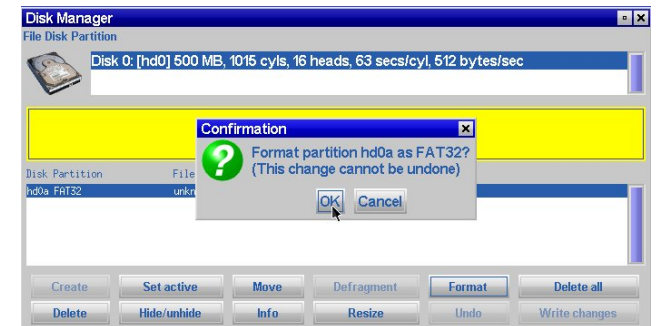 Disk Manager
File Disk Partition
Disk 0: [hd0] 500 MB, 1015 cyls, 16 heads, 63 secs/cyl, 512 bytes/sec
Confirmation
Format partition hd0a as FAT32?
(This change cannot be undone)
OK Cancel
Disk Partition File
hd0a FAT32 unkn
Create Set active Move Defragment Format Delete all
Delete Hide/unhide Info Resize Undo Write changes